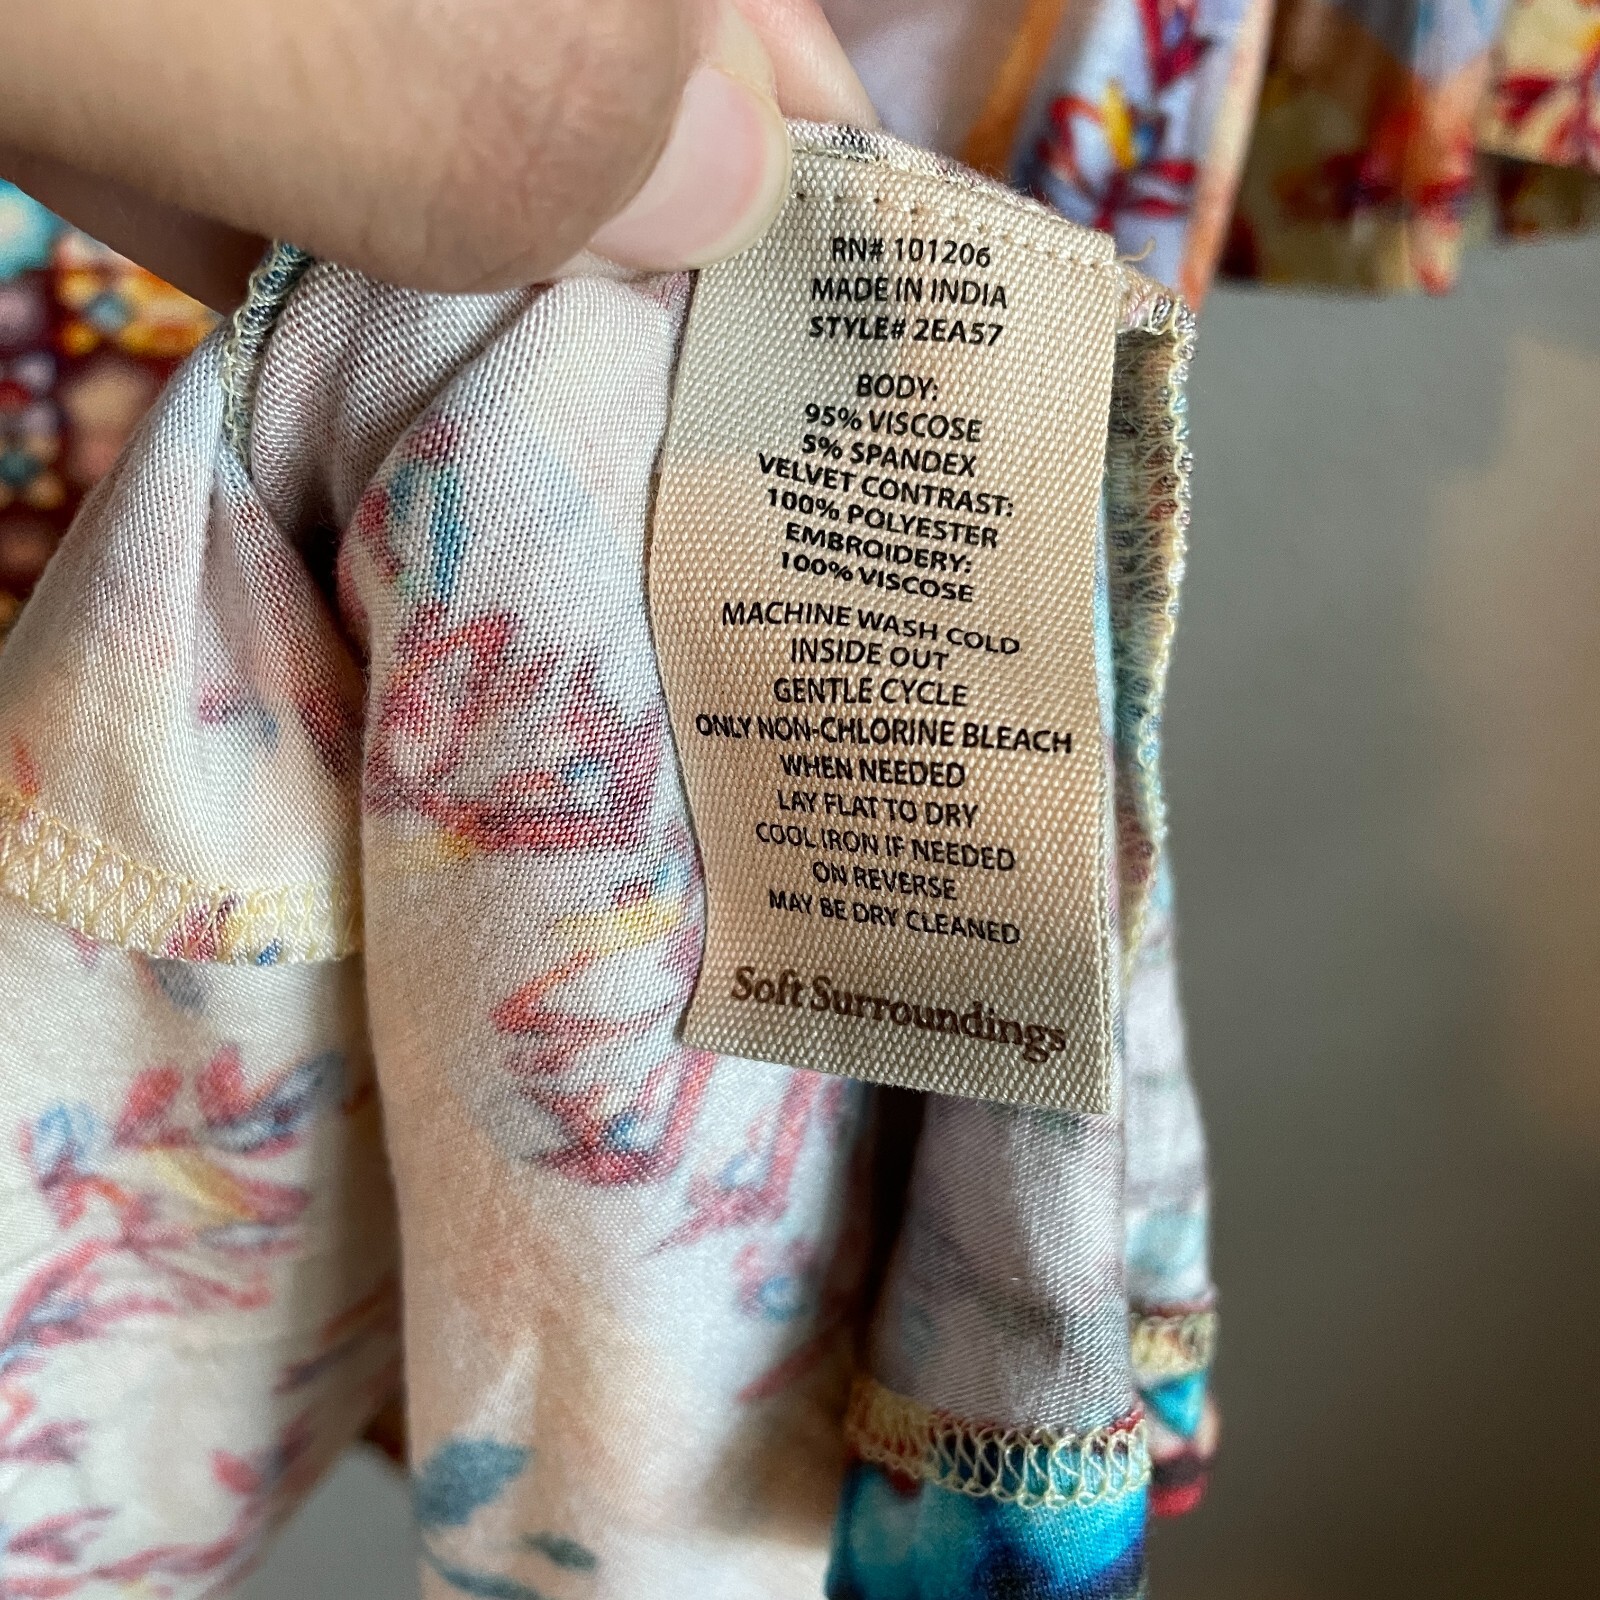 RN# 101206
MADE IN INDIA
STYLE# 2EA57
BODY:
95% VISCOSE
5% SPANDEX
VELVET CONTRAST:
100% POLYESTER
EMBROIDERY:
100% VISCOSE
MACHINE WASH COLD
INSIDE OUT
GENTLE CYCLE
ONLY NON-CHLORINE BLEACH
WHEN NEEDED
LAY FLAT TO DRY
COOL IRON IF NEEDED
ON REVERSE
MAY BE DRY CLEANED
Soft Surroundings